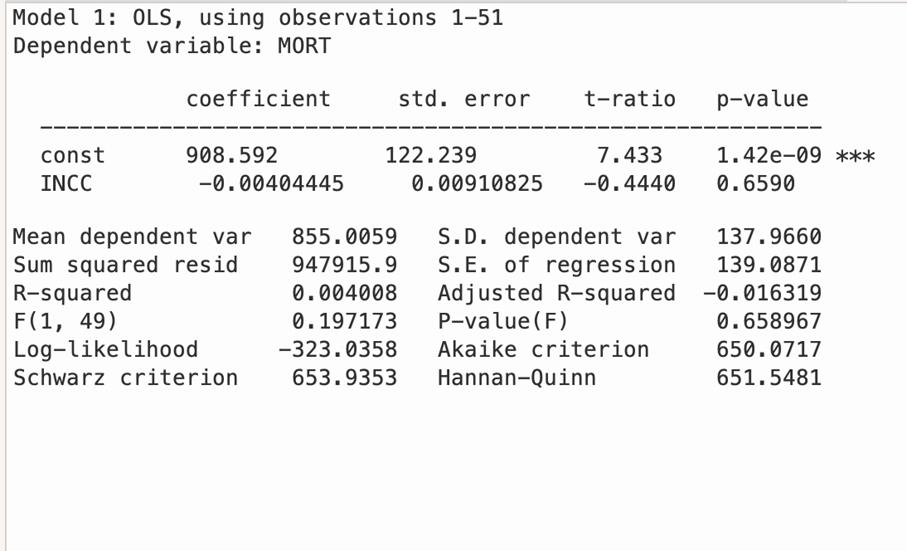 Model 1: OLS, using observations 1-51
Dependent variable: MORT
coefficient std. error t-ratio p-value
const 908.592 122.239 7.433 1.42e-09 ***
INCC -0.00404445 0.00910825 -0.4440 0.6590
Mean dependent var 855.0059 S.D. dependent var 137.9660
Sum squared resid 947915.9 S.E. of regression 139.0871
R-squared 0.004008 Adjusted R-squared -0.016319
F(1, 49) 0.197173 P-value(F) 0.658967
Log-likelihood -323.0358 Akaike criterion 650.0717
Schwarz criterion 653.9353 Hannan-Quinn 651.5481